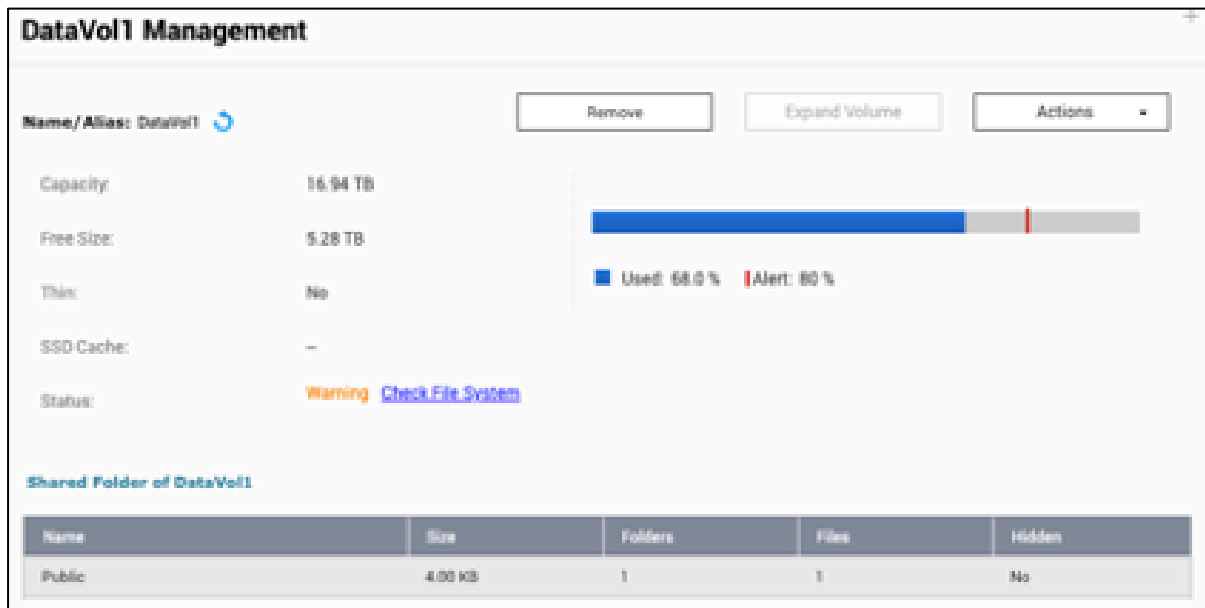 DataVol1 Management
Name/Alias: DataVol1
Remove
Expand Volume
Actions
Capacity: 16.94 TB
Free Size: 5.28 TB
Used: 68.0 % Alert: 80 %
Thin: No
SSD Cache: --
Status: Warning Check File System
Shared Folder of DataVol1
Name Size Folders Files Hidden
Public 4.00 KB 1 1 No